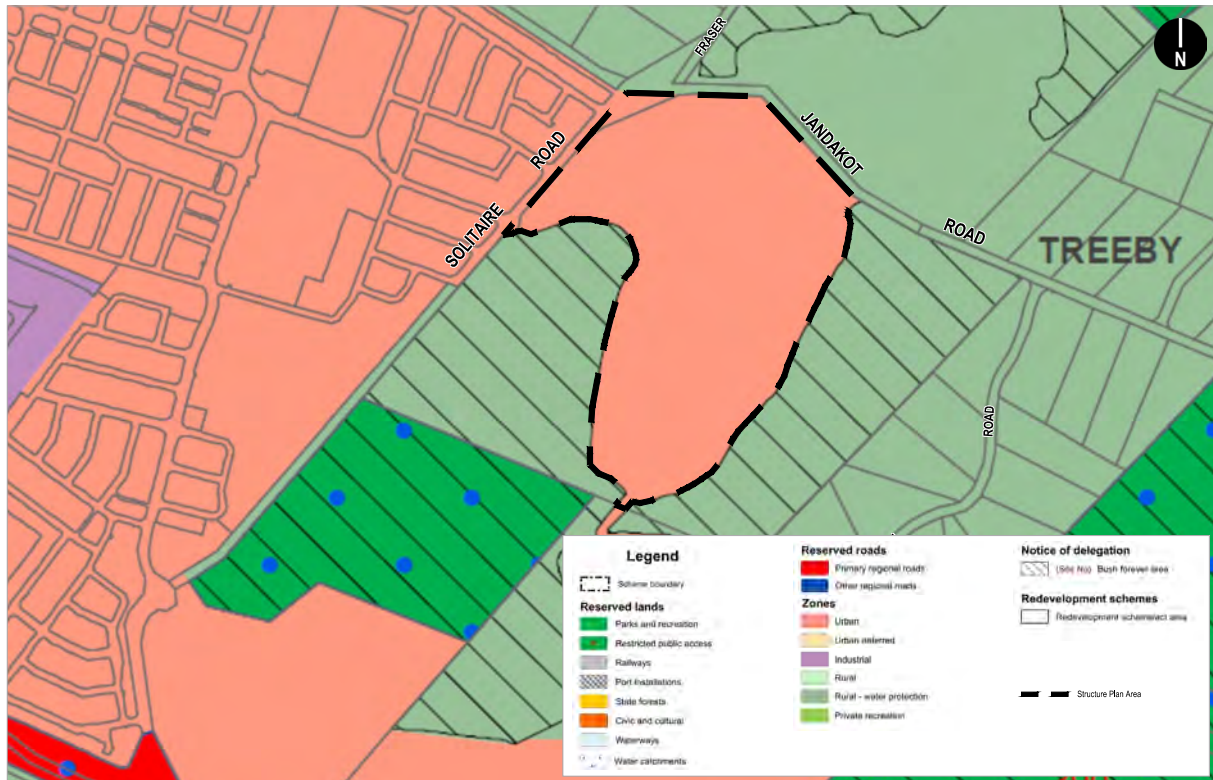 N
FRASER
JANDAKOT
ROAD
SOLITAIRE
ROAD
TREEBY
ROAD
Legend
Scheme boundary
Reserved lands
Parks and recreation
Restricted public access
Railways
Port installations
State forests
Civic and cultural
Waterways
Water catchments
Reserved roads
Primary regional roads
Other regional roads
Zones
Urban
Urban deferred
Industrial
Rural
Rural - water protection
Private recreation
Notice of delegation
(Site No) Bush forever area
Redevelopment schemes
Redevelopment scheme/act area
Structure Plan Area